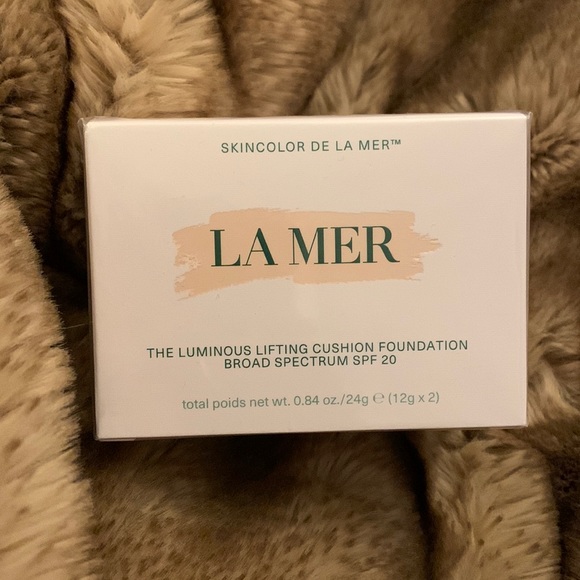 SKINCOLOR DE LA MER™
LA MER
THE LUMINOUS LIFTING CUSHION FOUNDATION
BROAD SPECTRUM SPF 20
total poids net wt. 0.84 oz./24g ℮ (12g x 2)